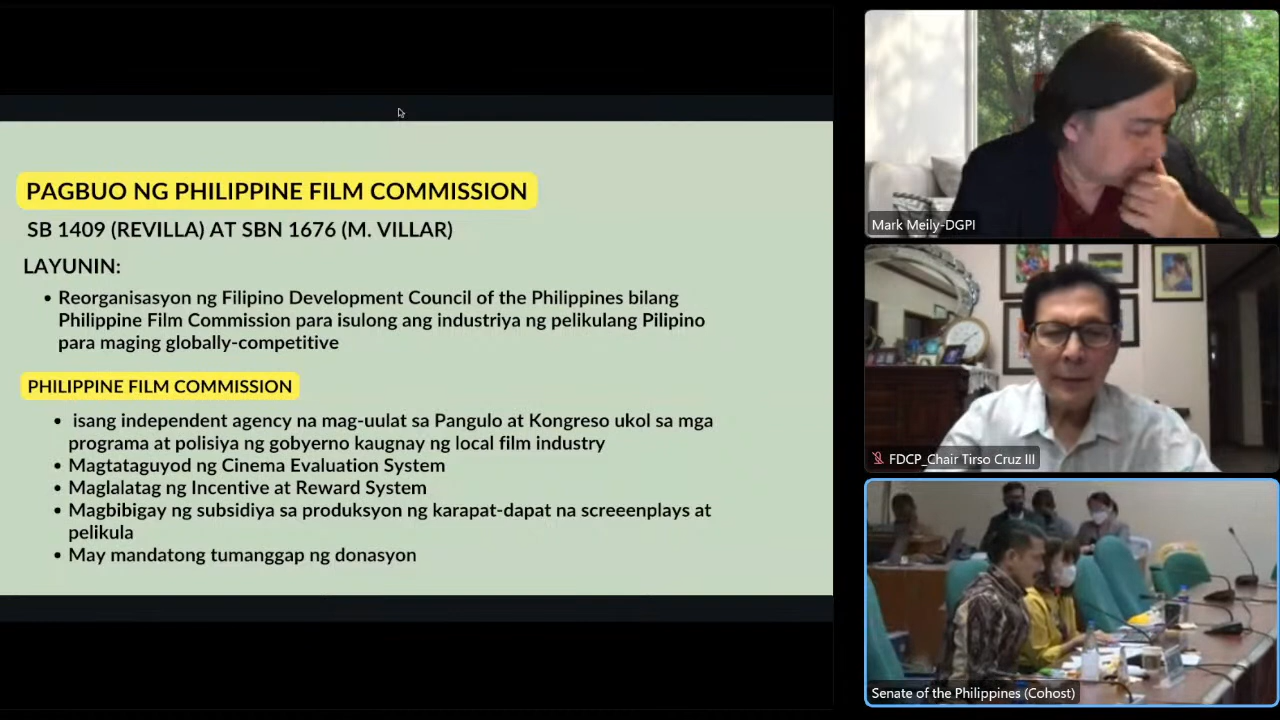 PAGBUO NG PHILIPPINE FILM COMMISSION
SB 1409 (REVILLA) AT SBN 1676 (M. VILLAR)
LAYUNIN:
• Reorganisasyon ng Filipino Development Council of the Philippines bilang
Philippine Film Commission para isulong ang industriya ng pelikulang Pilipino
para maging globally-competitive
PHILIPPINE FILM COMMISSION
• isang independent agency na mag-uulat sa Pangulo at Kongreso ukol sa mga
programa at polisiya ng gobyerno kaugnay ng local film industry
• Magtataguyod ng Cinema Evaluation System
• Maglalatag ng Incentive at Reward System
• Magbibigay ng subsidiya sa produksyon ng karapat-dapat na screeenplays at
pelikula
• May mandatong tumanggap ng donasyon
Mark Meily-DGPI
FDCP_Chair Tirso Cruz III
Senate of the Philippines (Cohost)